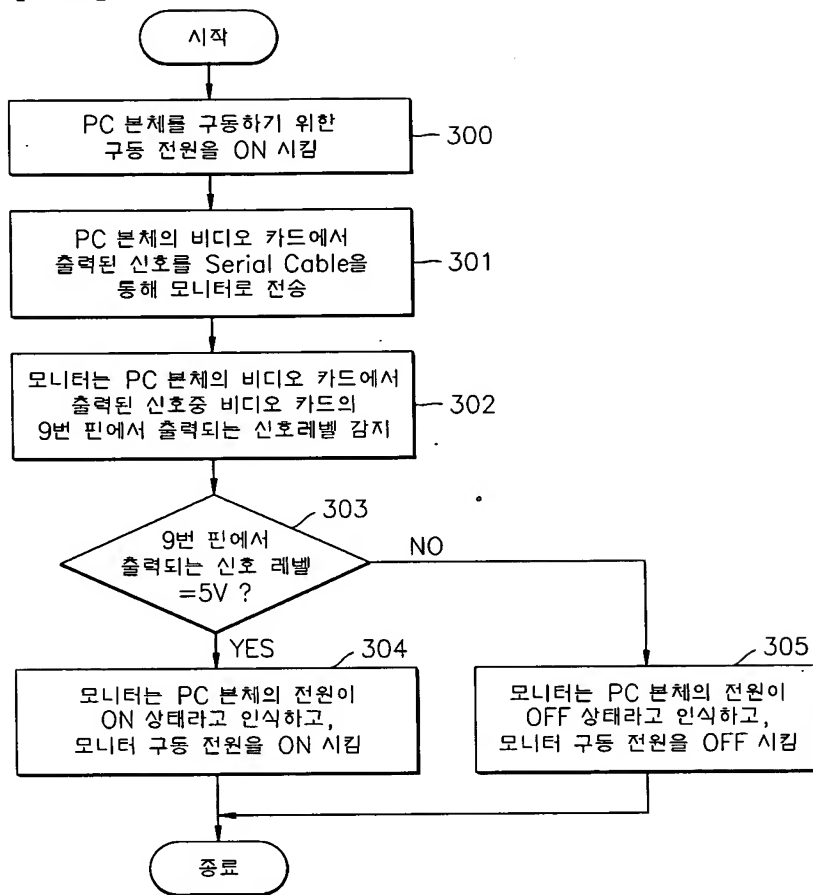 시작
PC 본체를 구동하기 위한
구동 전원을 ON 시킴
300
PC 본체의 비디오 카드에서
출력된 신호를 Serial Cable을
통해 모니터로 전송
301
모니터는 PC 본체의 비디오 카드에서
출력된 신호중 비디오 카드의
9번 핀에서 출력되는 신호레벨 감지
302
303
9번 핀에서
출력되는 신호 레벨
=5V ?
NO
YES
304
모니터는 PC 본체의 전원이
ON 상태라고 인식하고,
모니터 구동 전원을 ON 시킴
305
모니터는 PC 본체의 전원이
OFF 상태라고 인식하고,
모니터 구동 전원을 OFF 시킴
종료